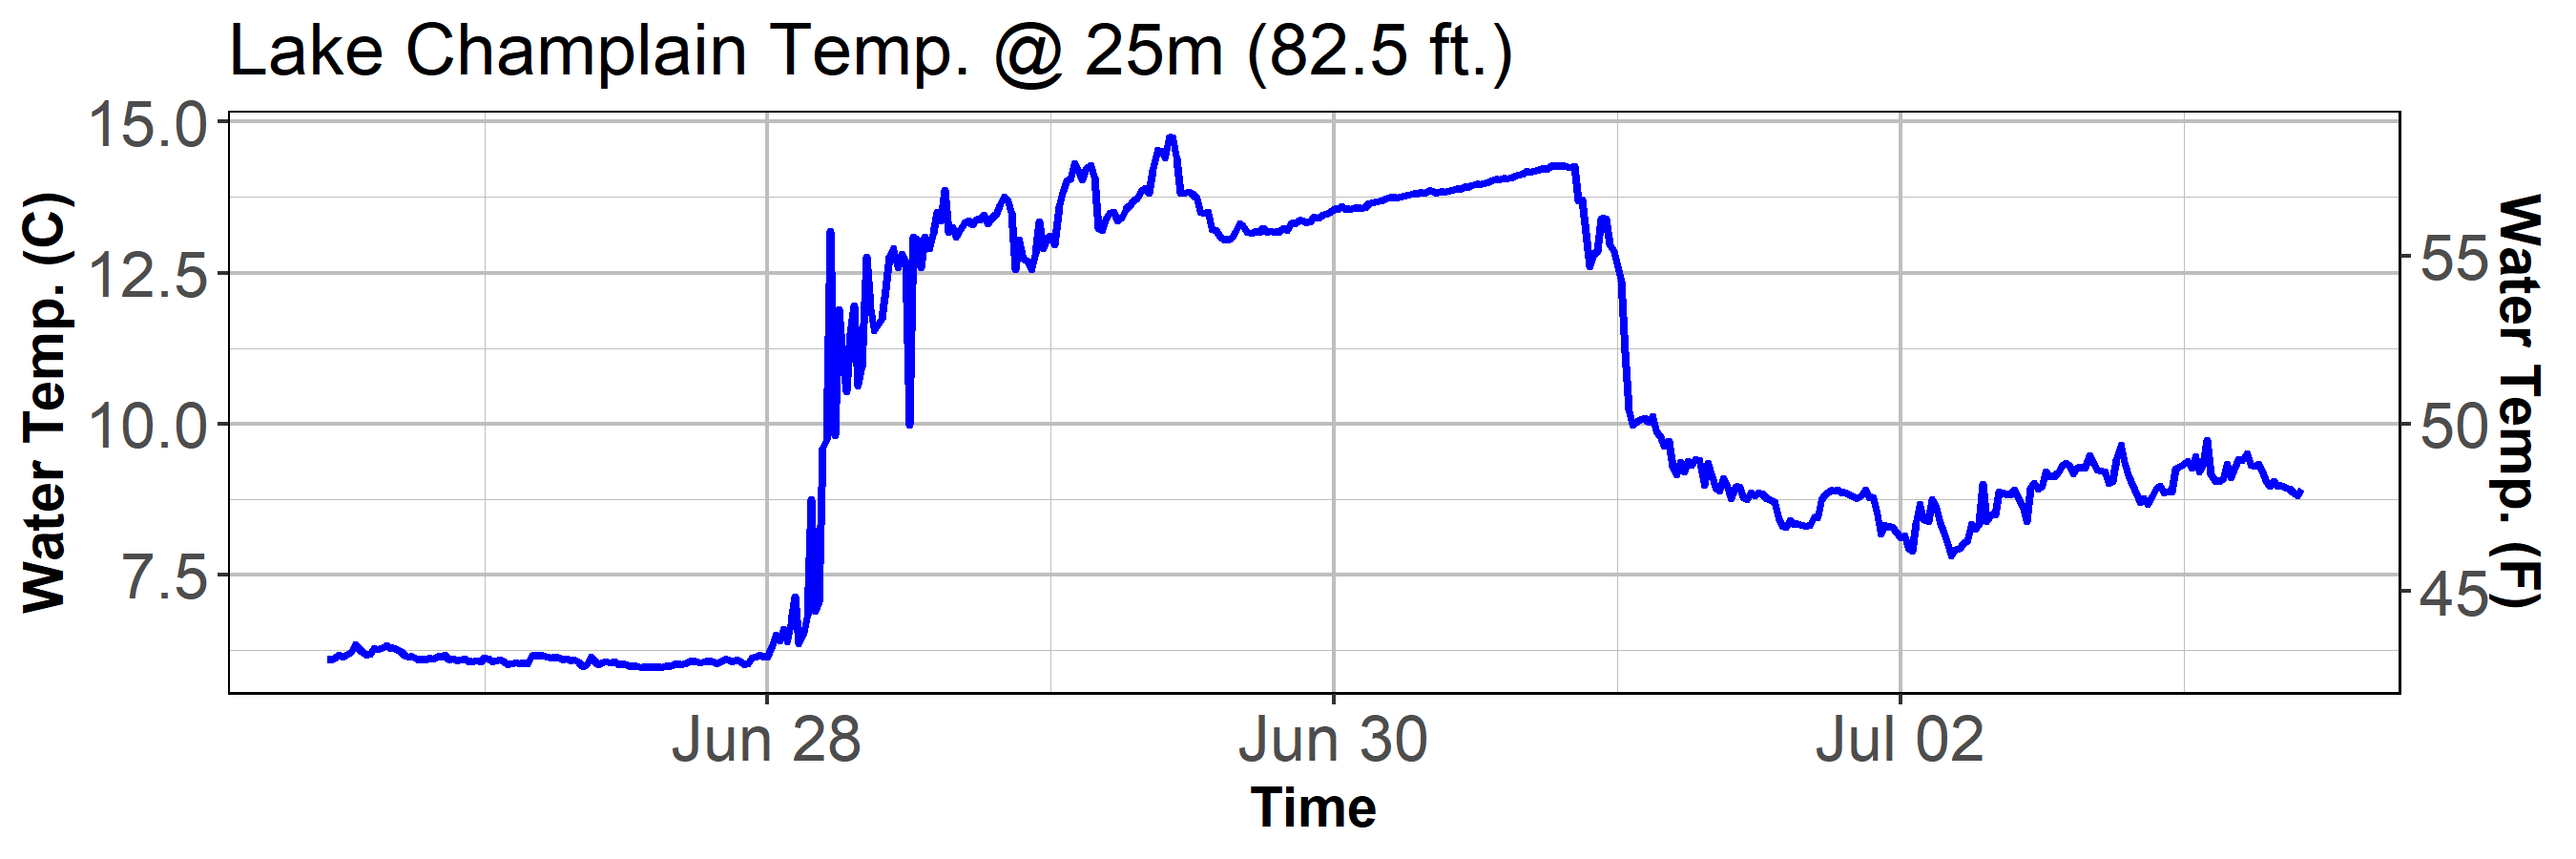 Lake Champlain Temp. @ 25m (82.5 ft.)
Water Temp. (C)
15.0
12.5
10.0
7.5
55
50
45
Water Temp. (F)
Jun 28
Jun 30
Jul 02
Time